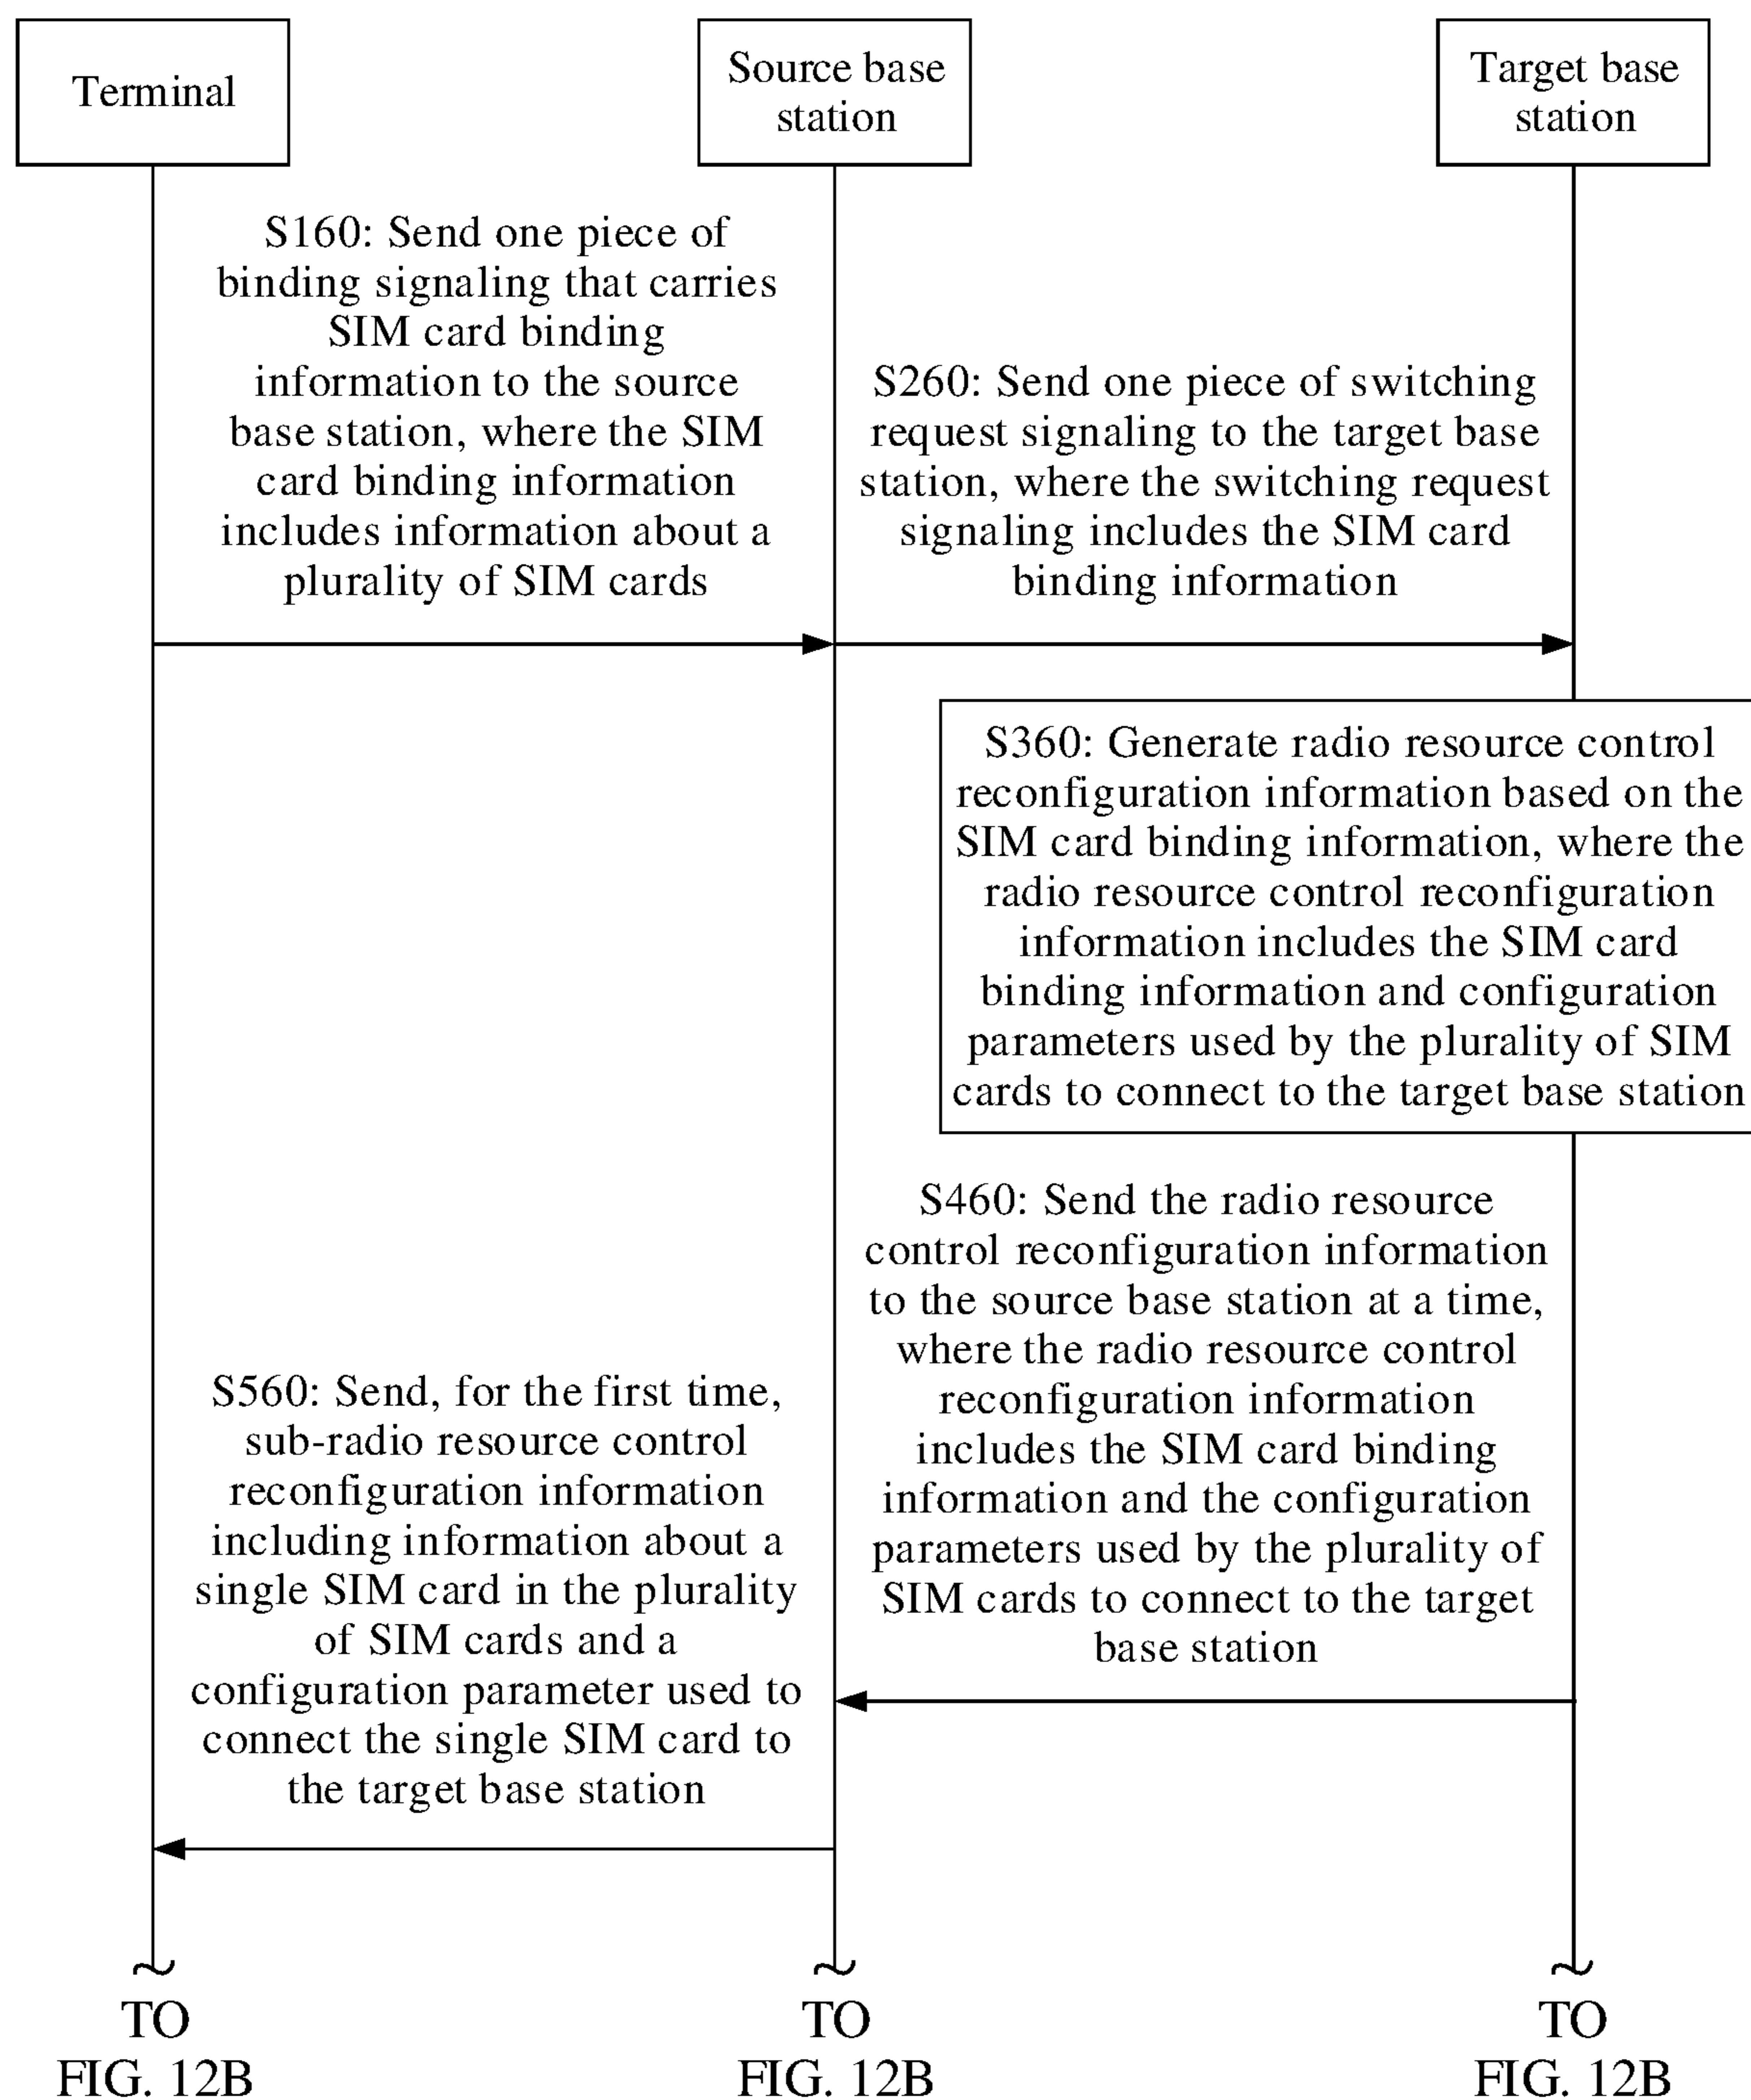 Terminal
Source base
station
Target base
station
S160: Send one piece of
binding signaling that carries
SIM card binding
information to the source
base station, where the SIM
card binding information
includes information about a
plurality of SIM cards
S260: Send one piece of switching
request signaling to the target base
station, where the switching request
signaling includes the SIM card
binding information
S360: Generate radio resource control
reconfiguration information based on the
SIM card binding information, where the
radio resource control reconfiguration
information includes the SIM card
binding information and configuration
parameters used by the plurality of SIM
cards to connect to the target base station
S460: Send the radio resource
control reconfiguration information
to the source base station at a time,
where the radio resource control
reconfiguration information
includes the SIM card binding
information and the configuration
parameters used by the plurality of
SIM cards to connect to the target
base station
S560: Send, for the first time,
sub-radio resource control
reconfiguration information
including information about a
single SIM card in the plurality
of SIM cards and a
configuration parameter used to
connect the single SIM card to
the target base station
TO
FIG. 12B
TO
FIG. 12B
TO
FIG. 12B